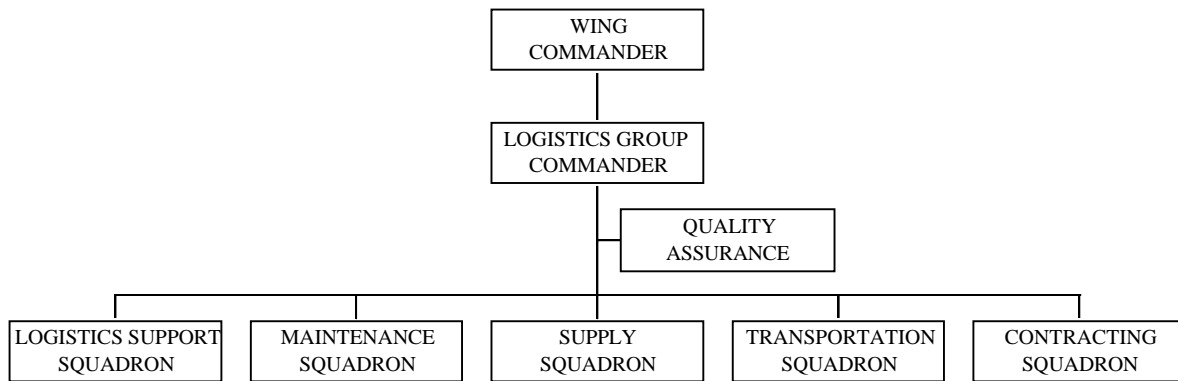 WING
COMMANDER
LOGISTICS GROUP
COMMANDER
QUALITY
ASSURANCE
LOGISTICS SUPPORT
SQUADRON
MAINTENANCE
SQUADRON
SUPPLY
SQUADRON
TRANSPORTATION
SQUADRON
CONTRACTING
SQUADRON